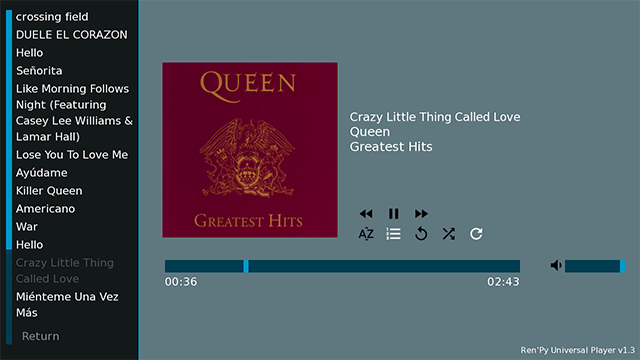 crossing field
DUELE EL CORAZON
Hello
Señorita
Like Morning Follows
Night (Featuring
Casey Lee Williams &
Lamar Hall)
Lose You To Love Me
Ayúdame
Killer Queen
Americano
War
Hello
Crazy Little Thing
Called Love
Miénteme Una Vez
Más
Return
QUEEN
GREATEST HITS
Crazy Little Thing Called Love
Queen
Greatest Hits
AZ
00:36
02:43
Ren'Py Universal Player v1.3